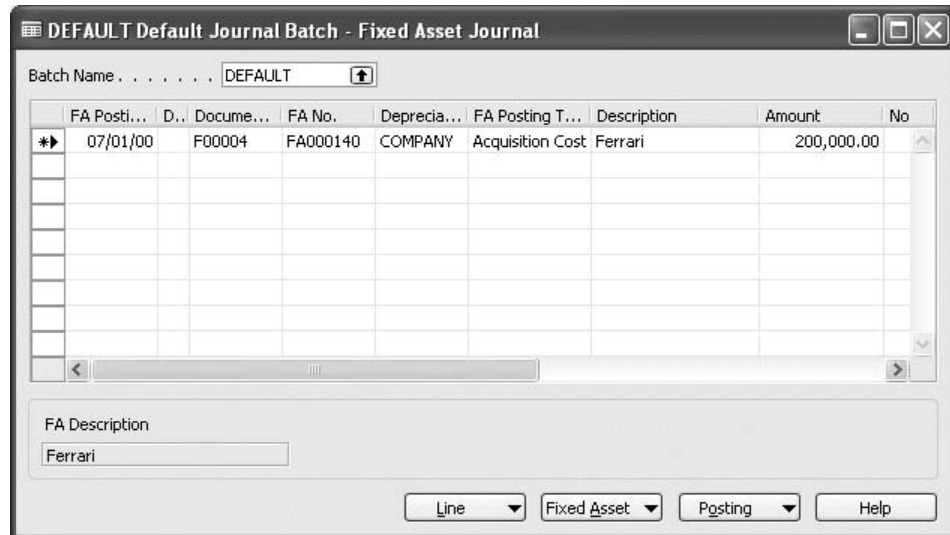 DEFAULT Default Journal Batch - Fixed Asset Journal
Batch Name . . . . . . . DEFAULT
FA Posti... D.. Docume... FA No. Deprecia... FA Posting T... Description Amount No
07/01/00 F00004 FA000140 COMPANY Acquisition Cost Ferrari 200,000.00
FA Description
Ferrari
Line Fixed Asset Posting Help